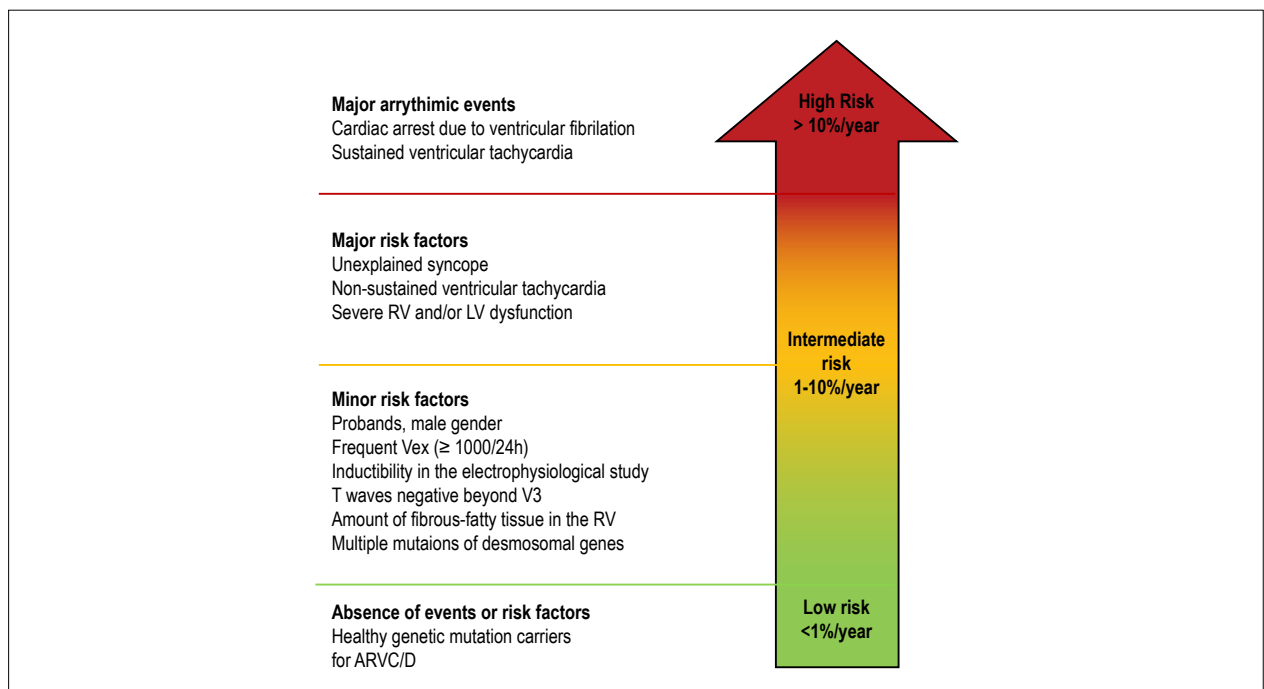 Major arrythimic events
Cardiac arrest due to ventricular fibrilation
Sustained ventricular tachycardia
High Risk
> 10%/year
Major risk factors
Unexplained syncope
Non-sustained ventricular tachycardia
Severe RV and/or LV dysfunction
Intermediate
risk
1-10%/year
Minor risk factors
Probands, male gender
Frequent Vex (≥ 1000/24h)
Inductibility in the electrophysiological study
T waves negative beyond V3
Amount of fibrous-fatty tissue in the RV
Multiple mutaions of desmosomal genes
Absence of events or risk factors
Healthy genetic mutation carriers
for ARVC/D
Low risk
<1%/year